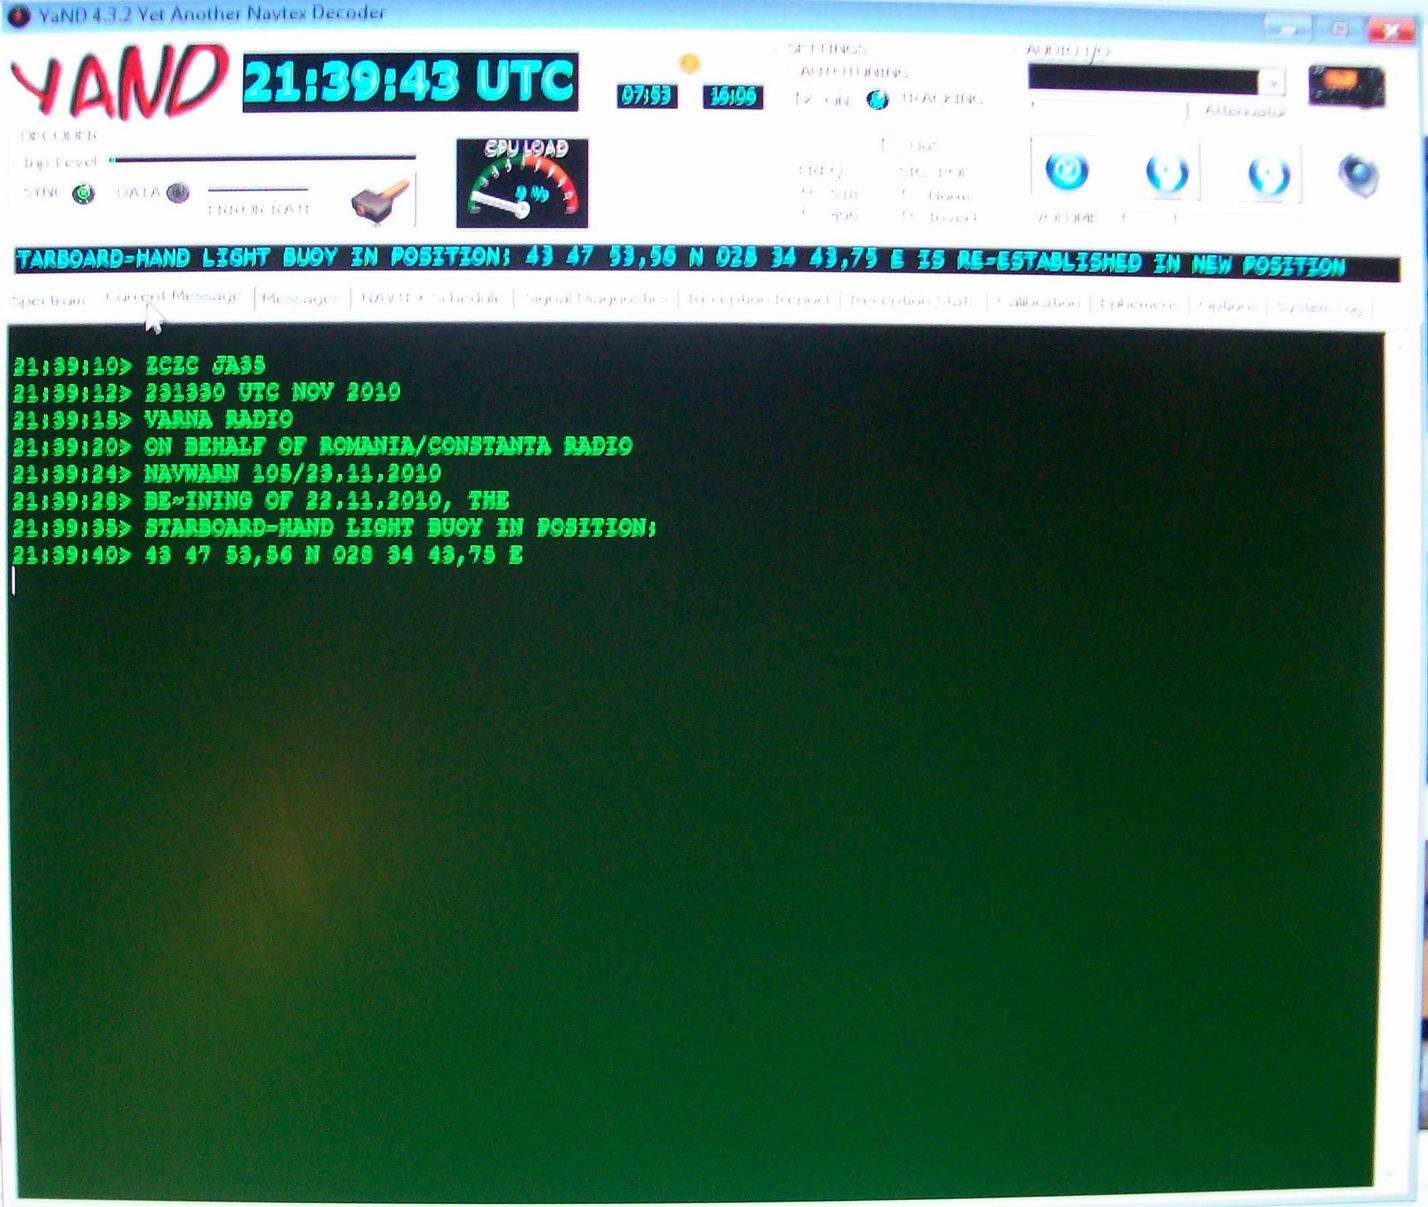 YaND 4.3.2 Yet Another Navtex Decoder
YAND
21:39:43 UTC
07:53
16:06
SETTINGS
AUTOTUNING
ON
TRACKING
AUDIO I/O
Attenuator
DECODER
Inp Level
SYNC
DATA
ERROR RATE
CPU LOAD
9 %
UoS
FREQ
SIG POL
518
Norm
490
Invert
VOLUME
TARBOARD-HAND LIGHT BUOY IN POSITION; 43 47 53,56 N 028 34 43,75 E IS RE-ESTABLISHED IN NEW POSITION
Spectrum
Current Message
Messages
NAVTEX Schedule
Signal Diagnostics
Reception Report
Reception Stats
Calibration
Ephemeris
Options
System Log
21:39:10> ZCZC JA35
21:39:12> 231330 UTC NOV 2010
21:39:15> VARNA RADIO
21:39:20> ON BEHALF OF ROMANIA/CONSTANTA RADIO
21:39:24> NAVWARN 105/23.11.2010
21:39:28> BE~INING OF 22.11.2010, THE
21:39:35> STARBOARD-HAND LIGHT BUOY IN POSITION;
21:39:40> 43 47 53,56 N 028 34 43,75 E